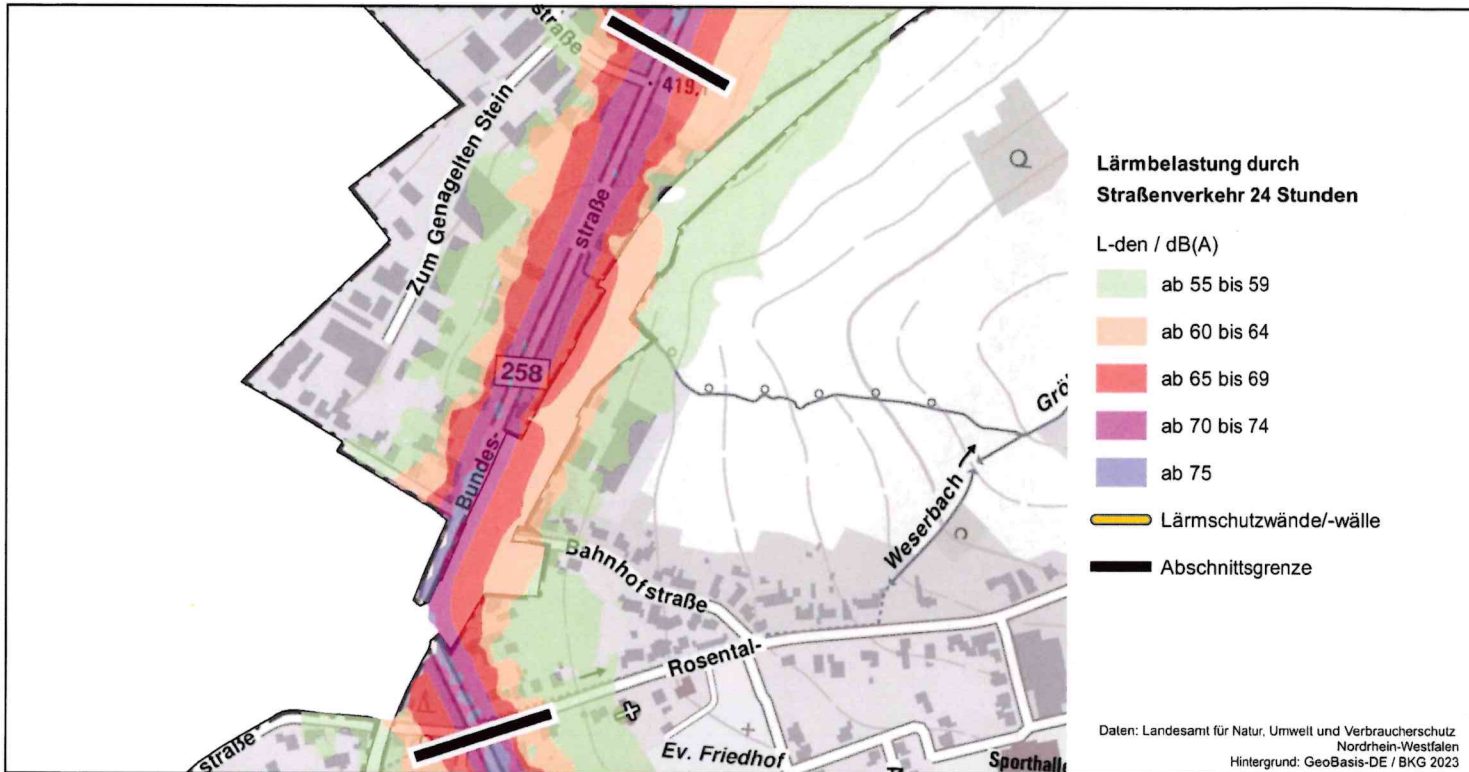 straße
419,
Zum Genagelten Stein
straße
258
Bundes-
Bahnhofstraße
Weserbach
Rosental-
straße
Ev. Friedhof
Sporthalle
Lärmbelastung durch
Straßenverkehr 24 Stunden
L-den / dB(A)
ab 55 bis 59
ab 60 bis 64
ab 65 bis 69
ab 70 bis 74
ab 75
Lärmschutzwände/-wälle
Abschnittsgrenze
Daten: Landesamt für Natur, Umwelt und Verbraucherschutz
Nordrhein-Westfalen
Hintergrund: GeoBasis-DE / BKG 2023